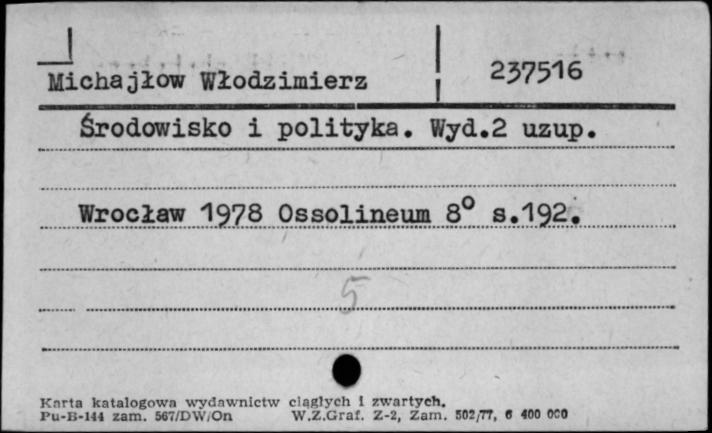 Michajłow Włodzimierz 237516
Środowisko i polityka. Wyd.2 uzup.
Wrocław 1978 Ossolineum 8° s.192.
5
Karta katalogowa wydawnictw ciągłych i zwartych.
Pu-B-144 zam. 567/DW/On W.Z.Graf. Z-2, Zam. 502/77, 6 400 000